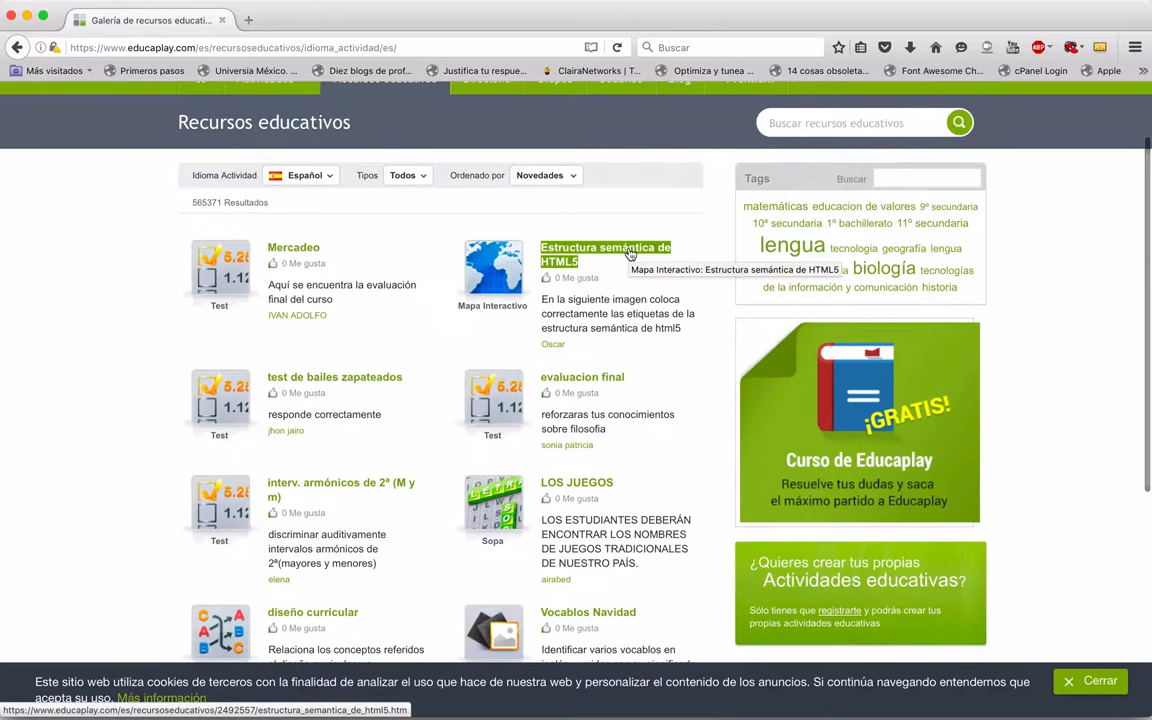 Galería de recursos educati...
https://www.educaplay.com/es/recursoseducativos/idioma_actividad/es/
Buscar
Más visitados
Primeros pasos
Universia México. ...
Diez blogs de prof...
Justifica tu respue...
ClairaNetworks | T...
Optimiza y tunea ...
14 cosas obsoleta...
Font Awesome Ch...
cPanel Login
Apple
Recursos educativos
Buscar recursos educativos
Idioma Actividad
Español
Tipos
Todos
Ordenado por
Novedades
565371 Resultados
Test
Mercadeo
0 Me gusta
Aquí se encuentra la evaluación
final del curso
IVAN ADOLFO
Mapa Interactivo
Estructura semántica de
HTML5
0 Me gusta
Mapa Interactivo: Estructura semántica de HTML5
En la siguiente imagen coloca
correctamente las etiquetas de la
estructura semántica de html5
Oscar
Test
test de bailes zapateados
0 Me gusta
responde correctamente
jhon jairo
Test
evaluacion final
0 Me gusta
reforzaras tus conocimientos
sobre filosofia
sonia patricia
Test
interv. armónicos de 2ª (M y
m)
0 Me gusta
discriminar auditivamente
intervalos armónicos de
2ª(mayores y menores)
elena
Sopa
LOS JUEGOS
0 Me gusta
LOS ESTUDIANTES DEBERÁN
ENCONTRAR LOS NOMBRES
DE JUEGOS TRADICIONALES
DE NUESTRO PAÍS.
airabed
diseño curricular
0 Me gusta
Relaciona los conceptos referidos
Vocablos Navidad
0 Me gusta
Identificar varios vocablos en
Tags
Buscar
matemáticas educacion de valores 9º secundaria
10º secundaria 1º bachillerato 11º secundaria
lengua tecnologia geografía lengua
biología tecnologías
de la información y comunicación historia
¡GRATIS!
Curso de Educaplay
Resuelve tus dudas y saca
el máximo partido a Educaplay
¿Quieres crear tu propias
Actividades educativas?
Sólo tienes que registrarte y podrás crear tus
propias actividades educativas
Este sitio web utiliza cookies de terceros con la finalidad de analizar el uso que hace de nuestra web y personalizar el contenido de los anuncios. Si continúa navegando entendemos que
acepta su uso. Más información
Cerrar
https://www.educaplay.com/es/recursoseducativos/2492557/estructura_semantica_de_html5.htm